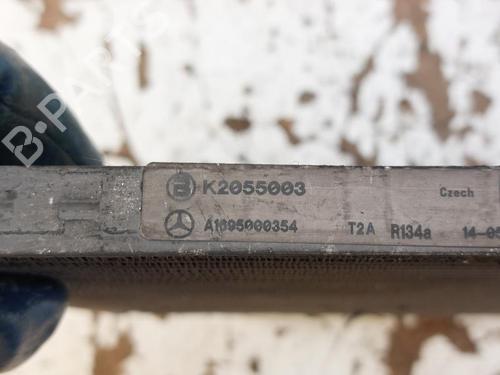 B-PARTS
K2055003 Czech
A1695000354 T2A R134a 14-05